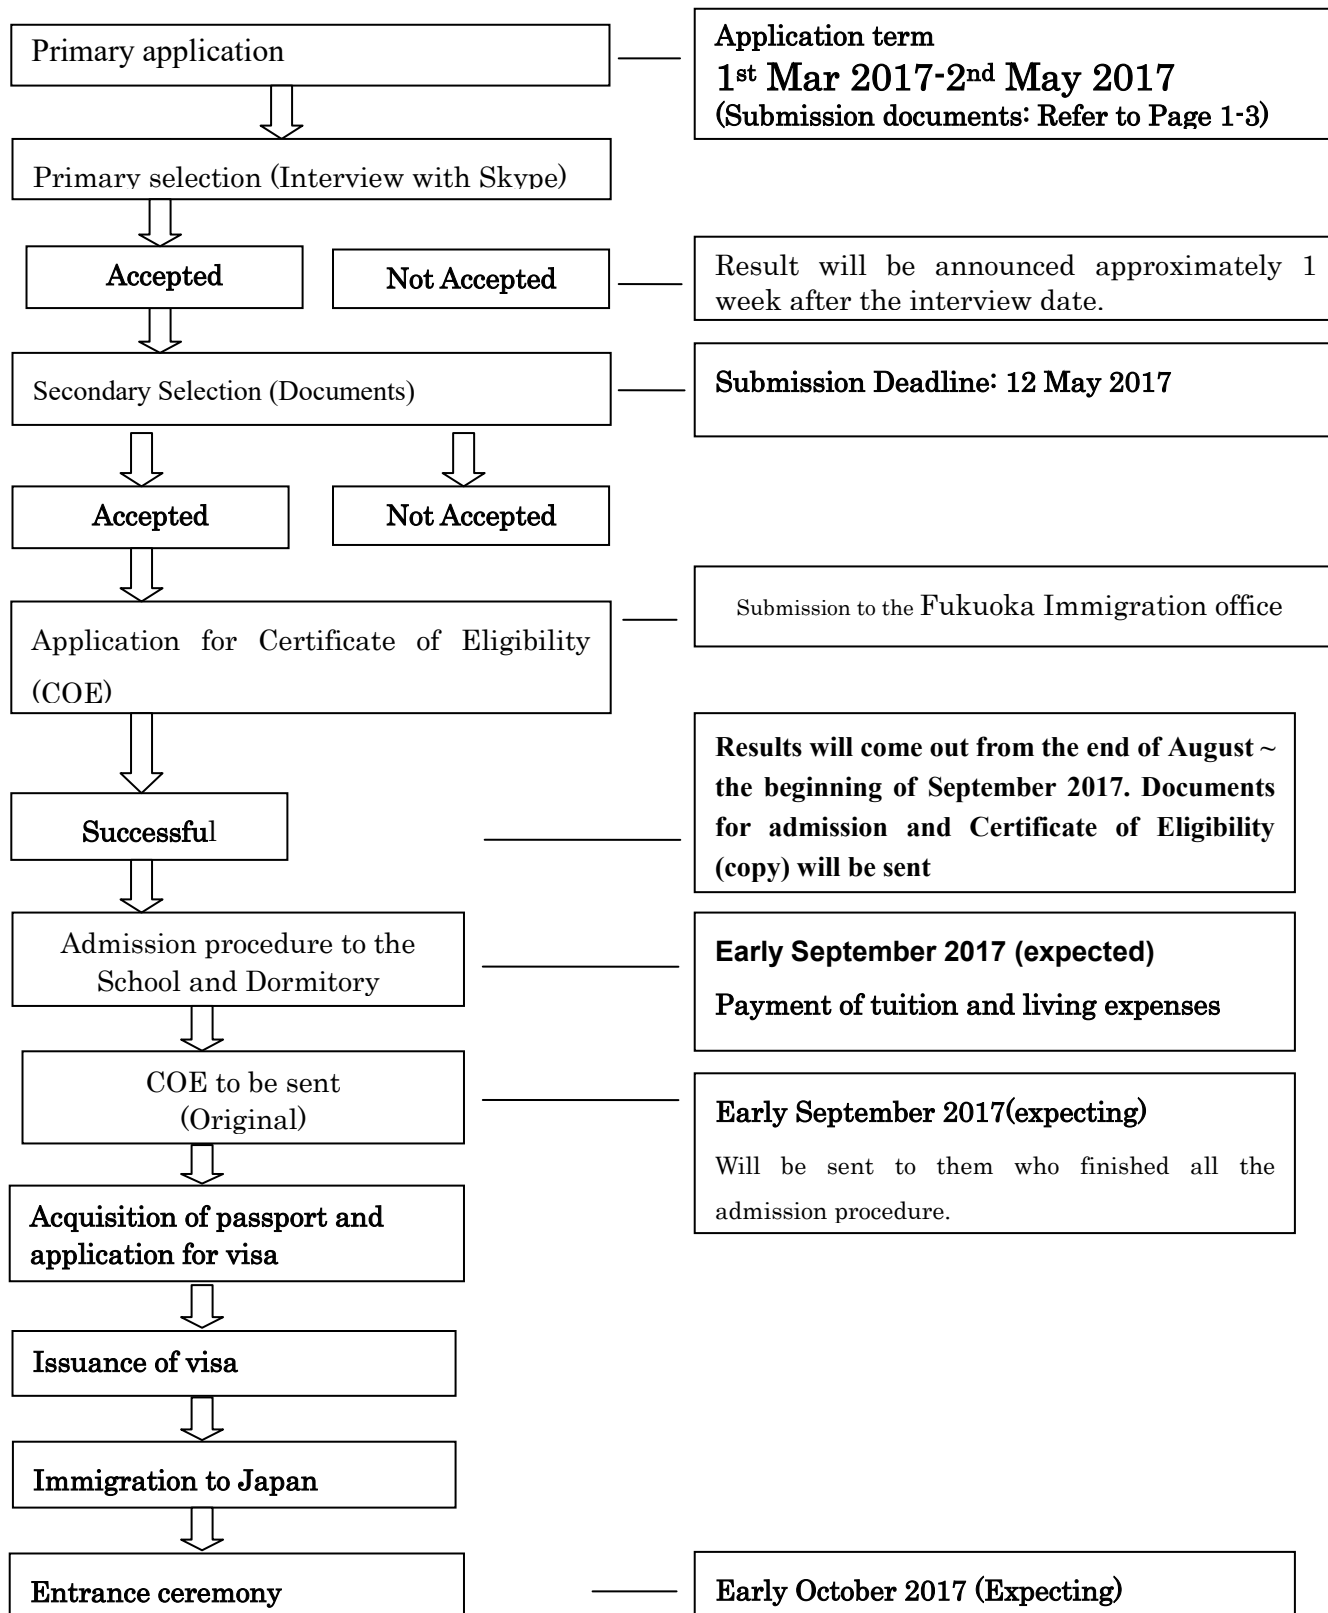 Primary application
Application term
1st Mar 2017-2nd May 2017
(Submission documents: Refer to Page 1-3)
Primary selection (Interview with Skype)
Accepted
Not Accepted
Result will be announced approximately 1
week after the interview date.
Secondary Selection (Documents)
Submission Deadline: 12 May 2017
Accepted
Not Accepted
Submission to the Fukuoka Immigration office
Application for Certificate of Eligibility
(COE)
Results will come out from the end of August ~
the beginning of September 2017. Documents
for admission and Certificate of Eligibility
(copy) will be sent
Successful
Admission procedure to the
School and Dormitory
Early September 2017 (expected)
Payment of tuition and living expenses
COE to be sent
(Original)
Early September 2017(expecting)
Will be sent to them who finished all the
admission procedure.
Acquisition of passport and
application for visa
Issuance of visa
Immigration to Japan
Entrance ceremony
Early October 2017 (Expecting)